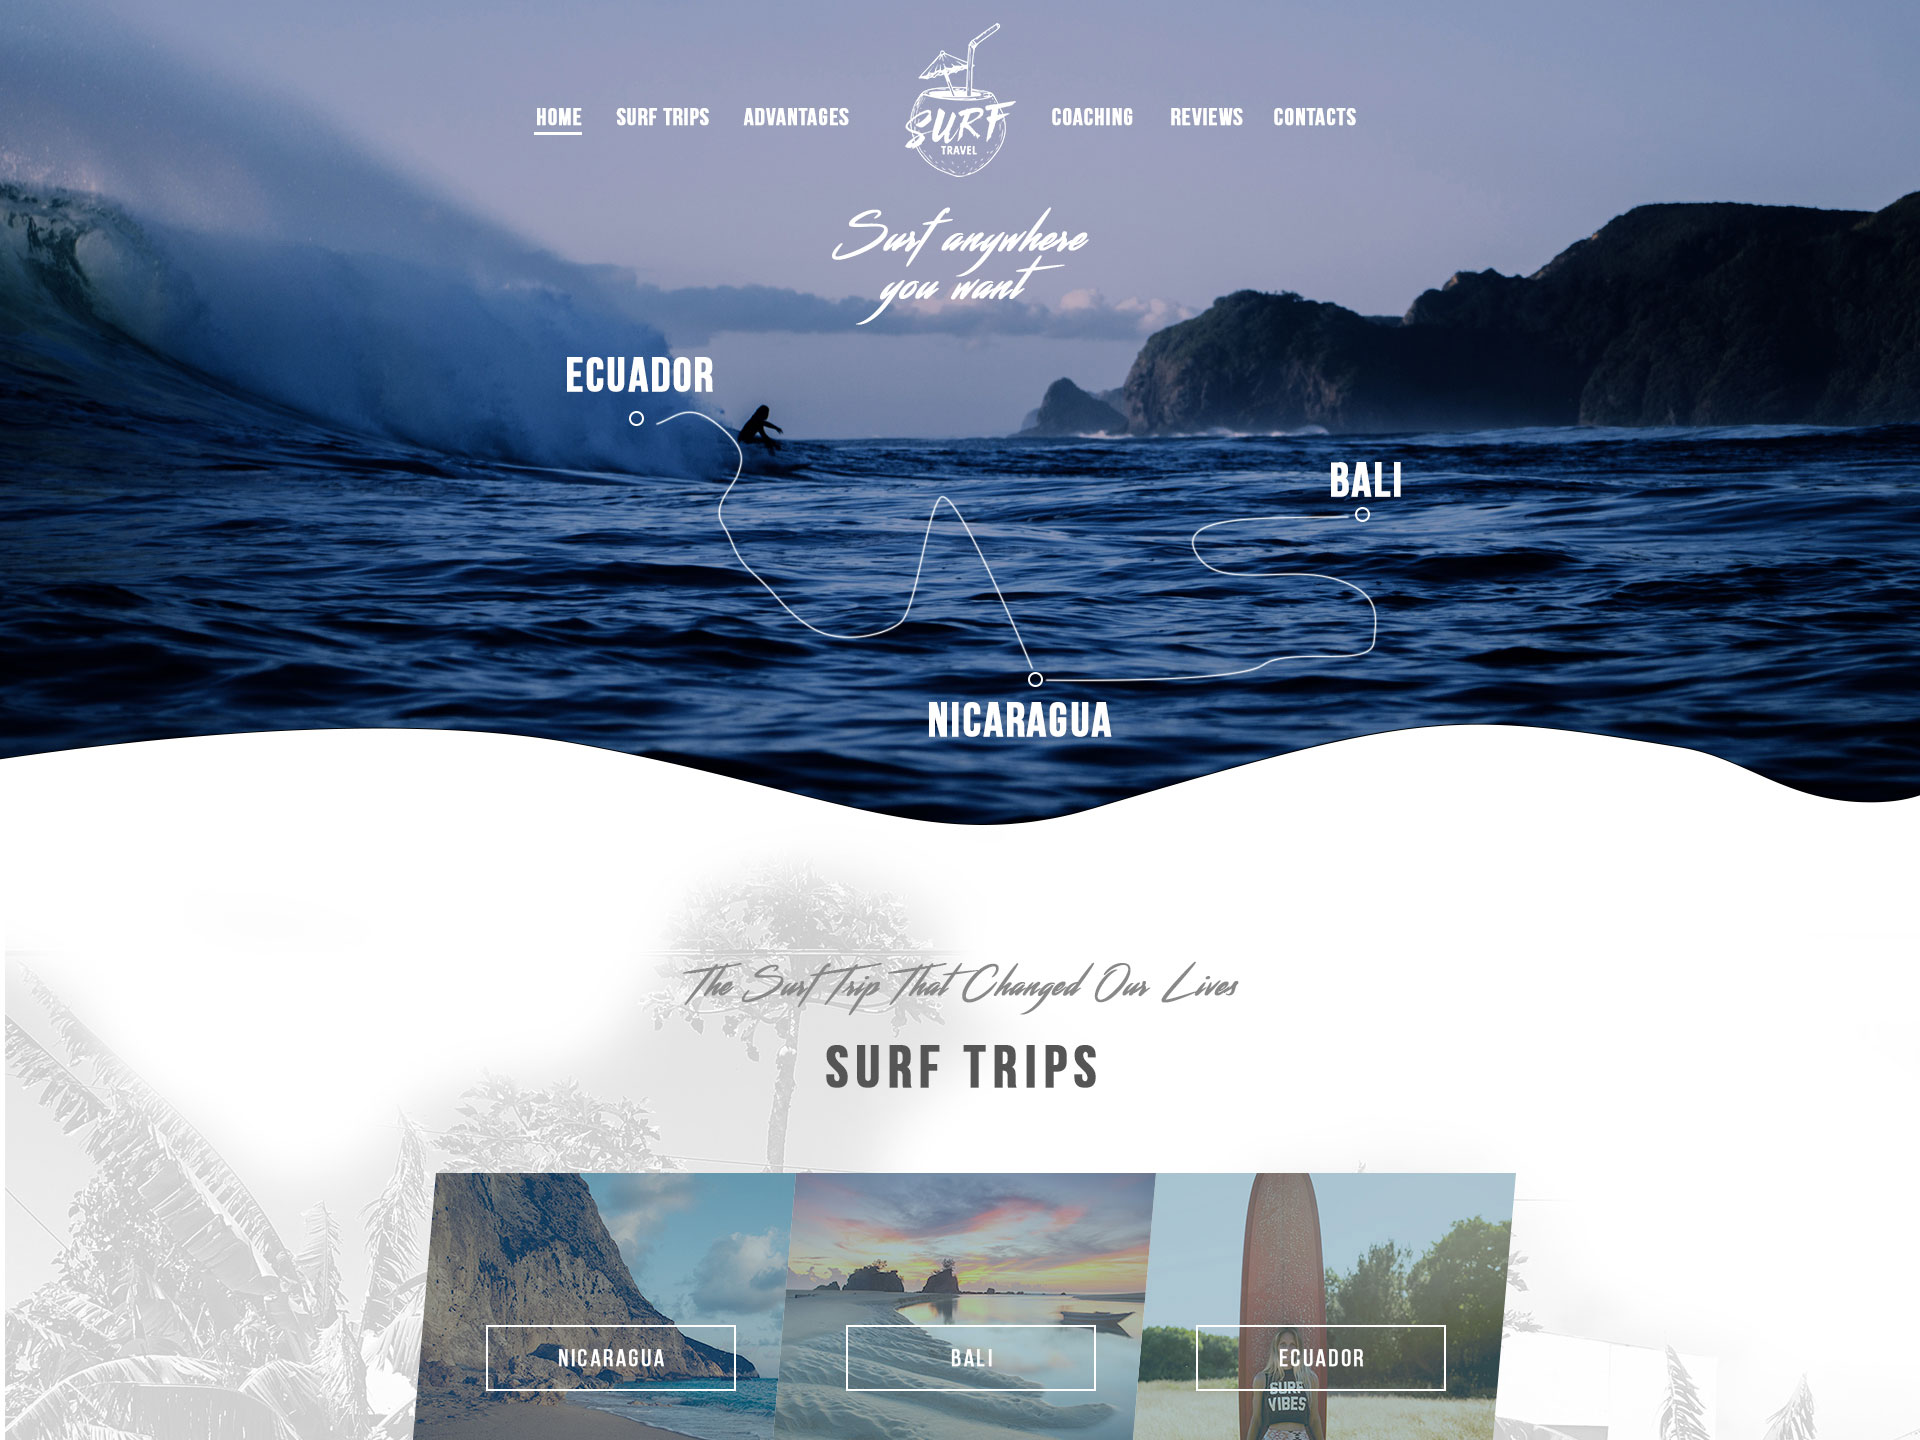 HOME SURF TRIPS ADVANTAGES SURF TRAVEL COACHING REVIEWS CONTACTS
Surf anywhere
you want
ECUADOR
BALI
NICARAGUA
The Surf Trip That Changed Our Lives
SURF TRIPS
NICARAGUA BALI ECUADOR
SURF
VIBES